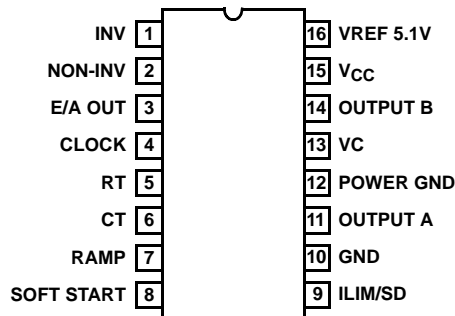 INV 1 16 VREF 5.1V
NON-INV 2 15 VCC
E/A OUT 3 14 OUTPUT B
CLOCK 4 13 VC
RT 5 12 POWER GND
CT 6 11 OUTPUT A
RAMP 7 10 GND
SOFT START 8 9 ILIM/SD